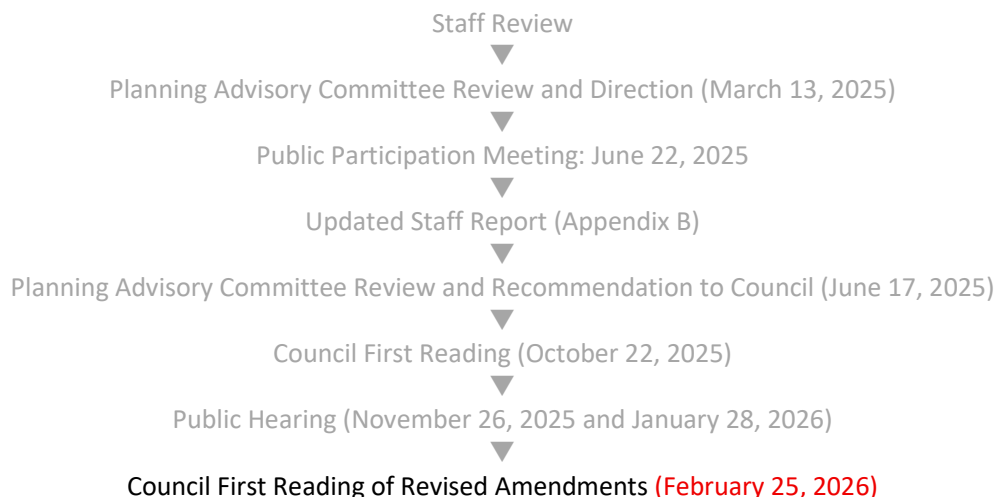 Staff Review
Planning Advisory Committee Review and Direction (March 13, 2025)
Public Participation Meeting: June 22, 2025
Updated Staff Report (Appendix B)
Planning Advisory Committee Review and Recommendation to Council (June 17, 2025)
Council First Reading (October 22, 2025)
Public Hearing (November 26, 2025 and January 28, 2026)
Council First Reading of Revised Amendments (February 25, 2026)